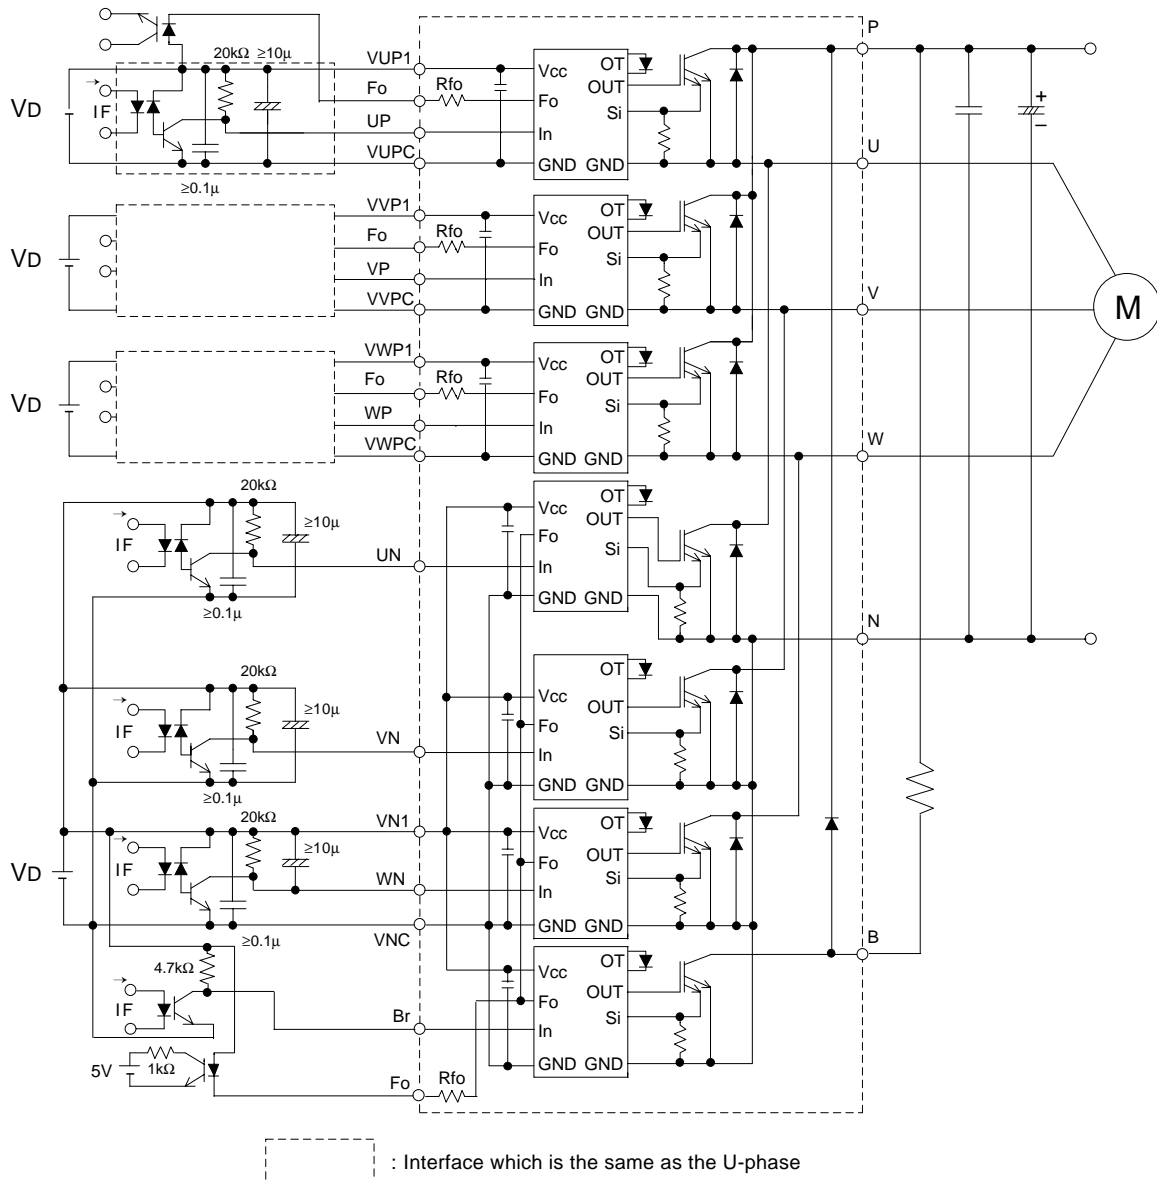 P
20kΩ ≥10µ
VUP1
Vcc
OT
OUT
Fo
Rfo
Fo
Si
VD
→
IF
UP
In
+
−
VUPC
GND GND
U
≥0.1µ
VVP1
Vcc
OT
OUT
Fo
Rfo
Fo
Si
VD
VP
In
VVPC
GND GND
V
M
VWP1
Vcc
OT
OUT
Fo
Rfo
Fo
Si
VD
WP
In
VWPC
GND GND
W
20kΩ
≥10µ
→
IF
Vcc
OT
OUT
Fo
Si
UN
In
≥0.1µ
GND GND
N
20kΩ
≥10µ
→
IF
OT
Vcc
OUT
Fo
Si
VN
In
≥0.1µ
GND GND
20kΩ
VN1
Vcc
OT
≥10µ
→
IF
OUT
Fo
VD
Si
WN
In
VNC
GND GND
≥0.1µ
B
4.7kΩ
→
IF
Vcc
OT
OUT
Fo
Si
Br
In
5V
1kΩ
GND GND
Fo
Rfo
: Interface which is the same as the U-phase